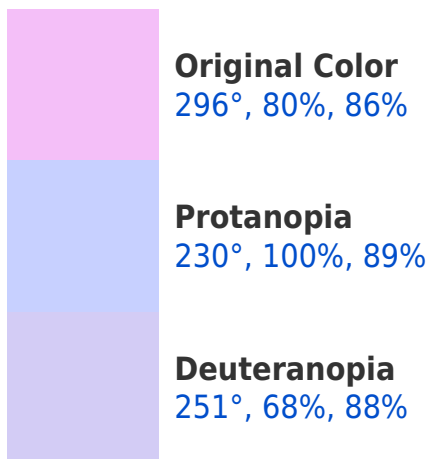 Original Color
296°, 80%, 86%
Protanopia
230°, 100%, 89%
Deuteranopia
251°, 68%, 88%